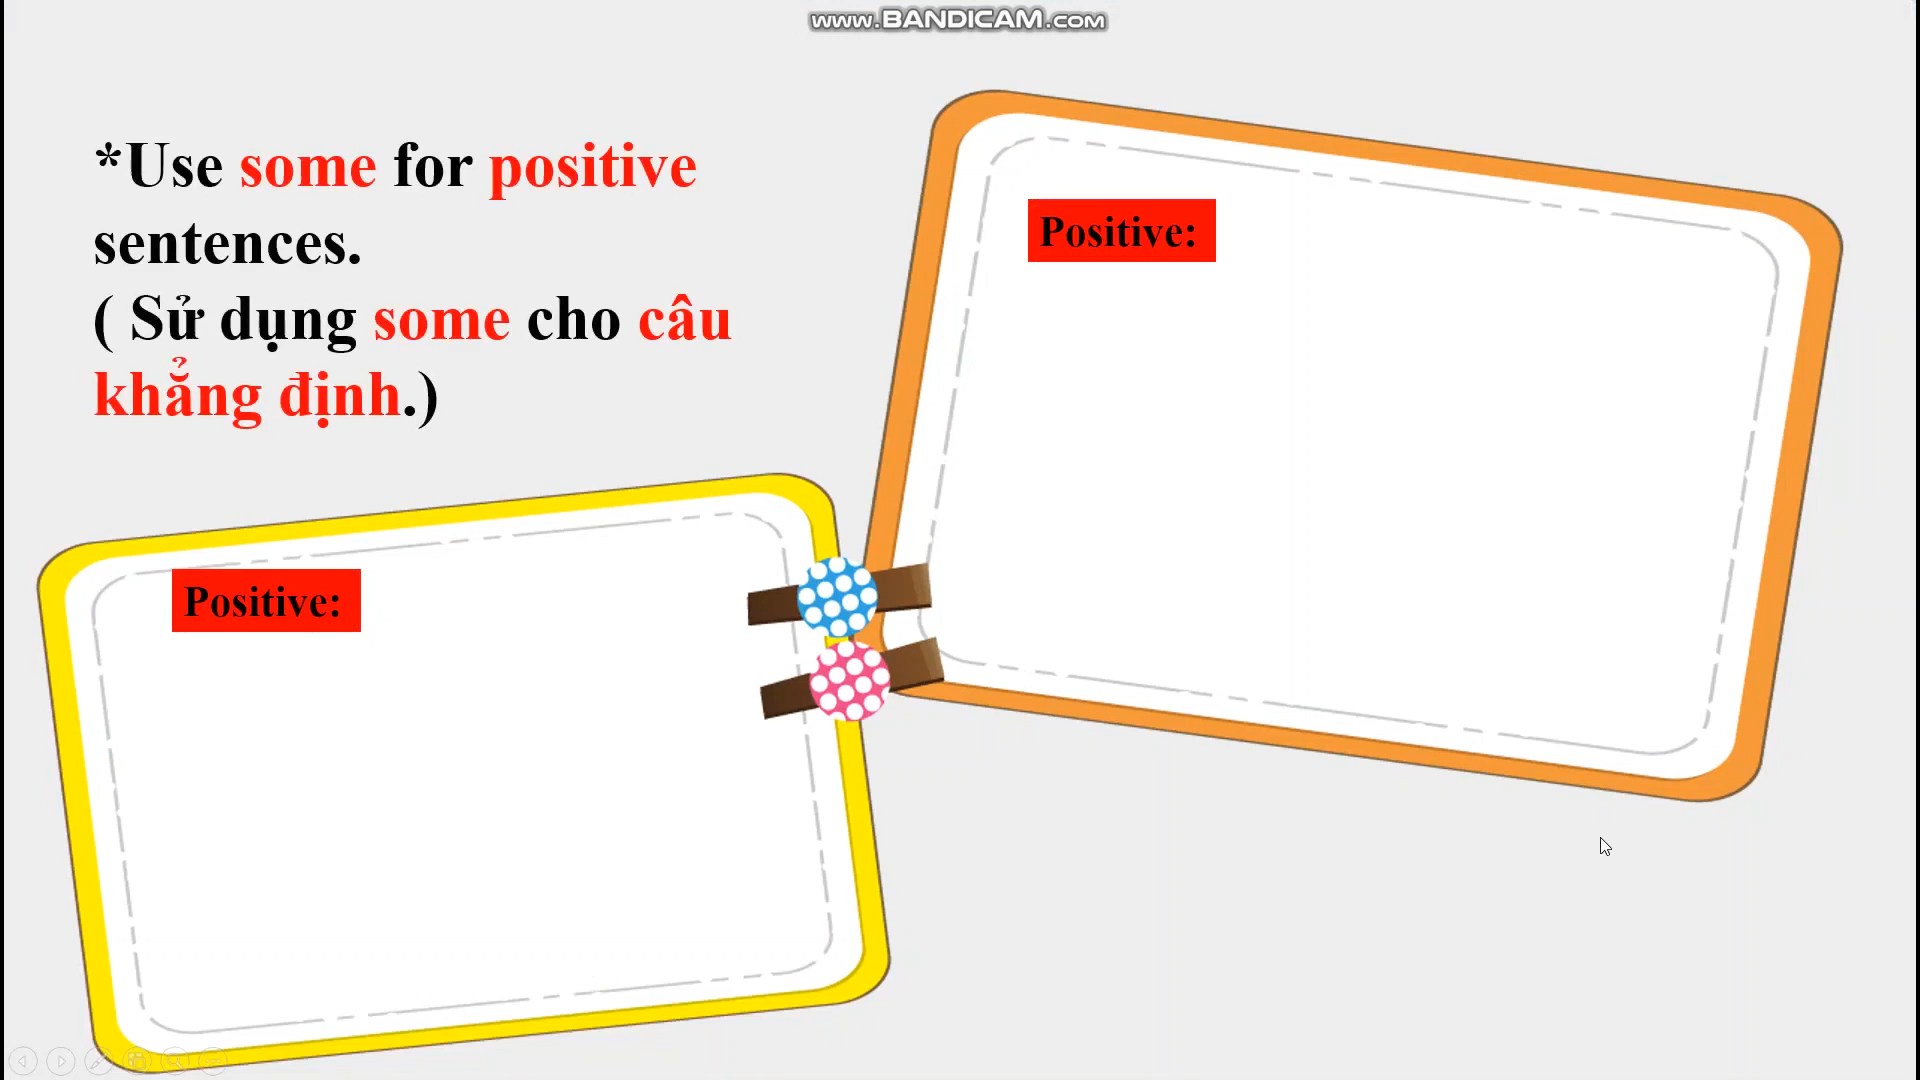 www.BANDICAM.com
*Use some for positive
sentences.
( Sử dụng some cho câu
khẳng định.)
Positive:
Positive: